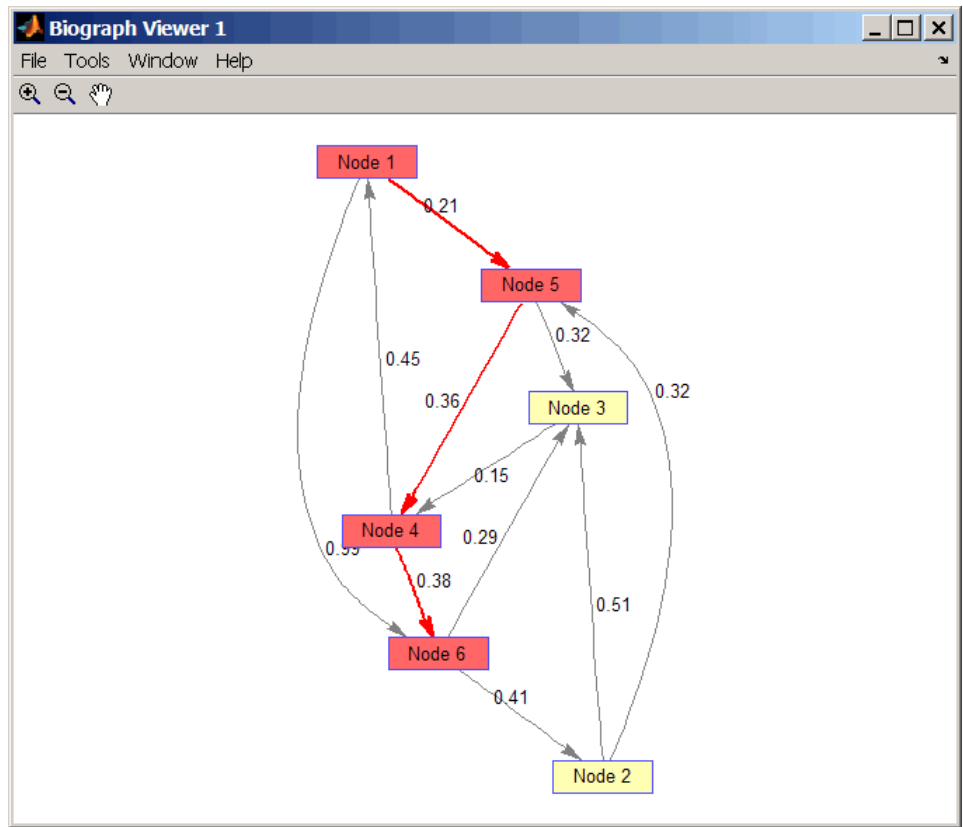 Biograph Viewer 1
File Tools Window Help
Node 1
0.21
Node 5
0.32
0.45
0.36
0.32
Node 3
0.15
Node 4
0.29
0.99
0.38
0.51
Node 6
0.41
Node 2